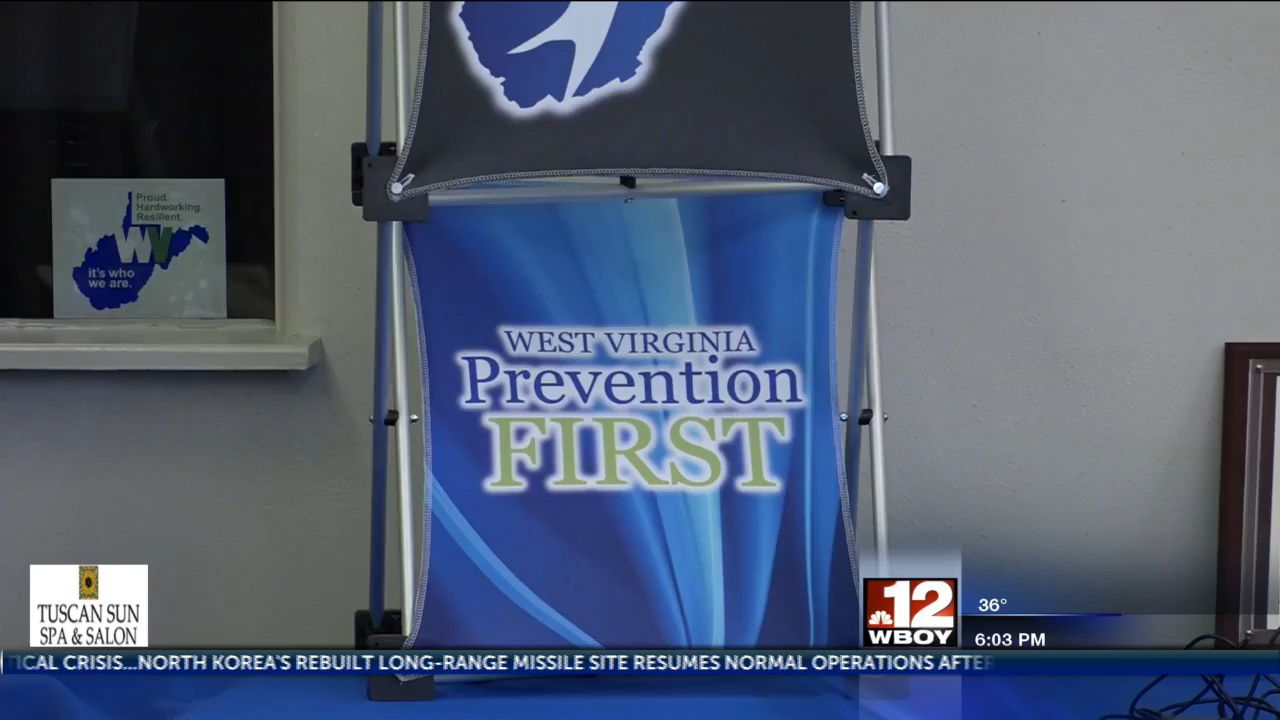 Proud.
Hardworking.
Resilient.
WV
it's who
we are.
WEST VIRGINIA
Prevention
FIRST
TUSCAN SUN
SPA & SALON
12
WBOY
36°
6:03 PM
TICAL CRISIS...NORTH KOREA'S REBUILT LONG-RANGE MISSILE SITE RESUMES NORMAL OPERATIONS AFTER